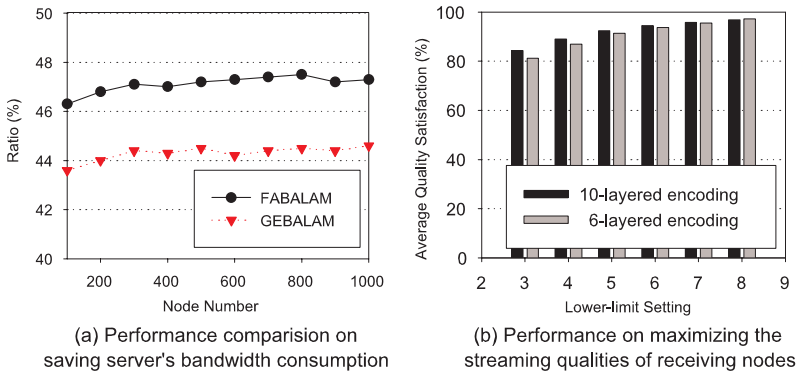 50
48
46
44
42
40
Ratio (%)
FABALAM
GEBALAM
200 400 600 800 1000
Node Number
(a) Performance comparision on
saving server's bandwidth consumption
100
80
60
40
20
0
Average Quality Satisfaction (%)
10-layered encoding
6-layered encoding
2 3 4 5 6 7 8 9
Lower-limit Setting
(b) Performance on maximizing the
streaming qualities of receiving nodes